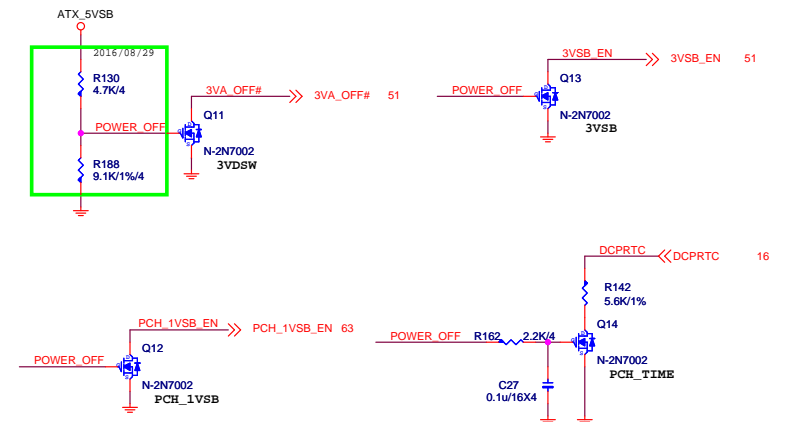 ATX_5VSB
2016/08/29
R130
4.7K/4
POWER_OFF
R188
9.1K/1%/4
3VA_OFF#
3VA_OFF# 51
Q11
N-2N7002
3VDSW
3VSB_EN
3VSB_EN 51
POWER_OFF
Q13
N-2N7002
3VSB
PCH_1VSB_EN
PCH_1VSB_EN 63
POWER_OFF
Q12
N-2N7002
PCH_1VSB
DCPRTC
DCPRTC 16
R142
5.6K/1%
POWER_OFF
R162
2.2K/4
Q14
N-2N7002
PCH_TIME
C27
0.1u/16X4